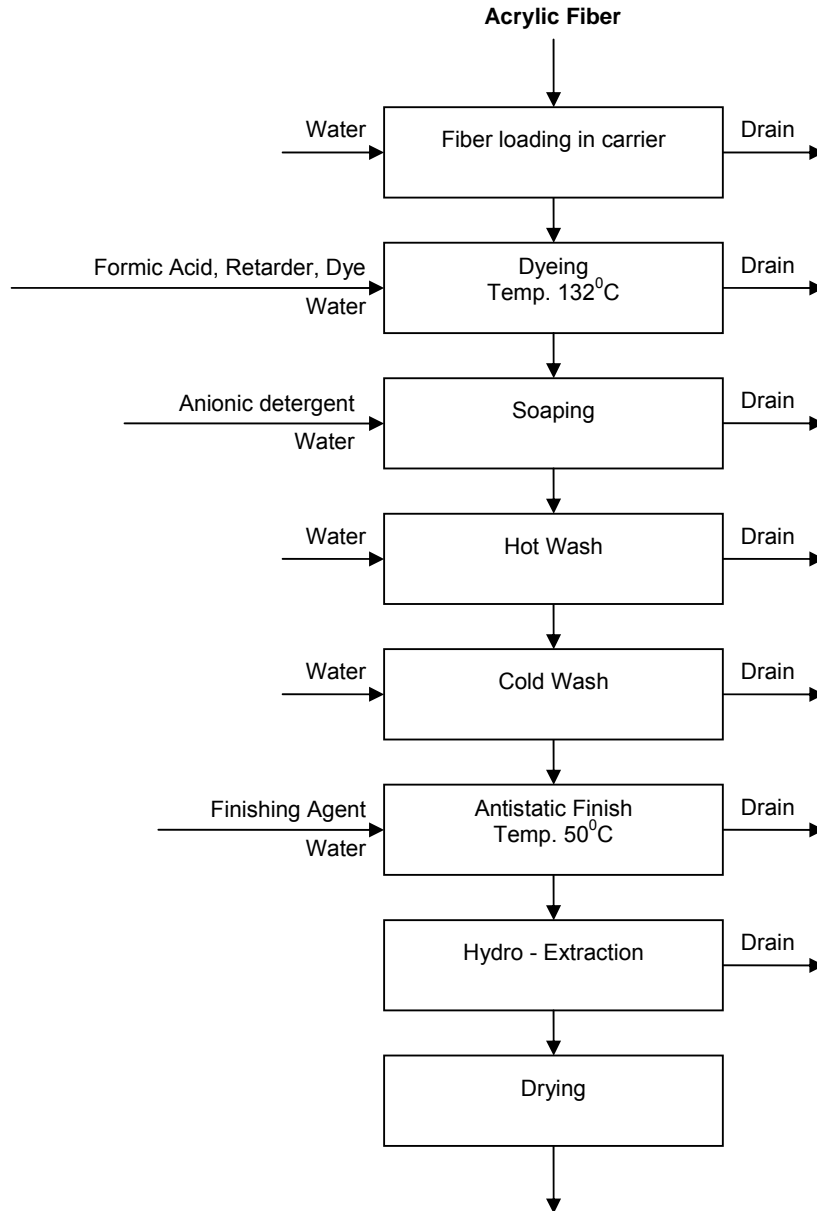 Acrylic Fiber
Water
Fiber loading in carrier
Drain
Formic Acid, Retarder, Dye
Water
Dyeing
Temp. 132⁰C
Drain
Anionic detergent
Water
Soaping
Drain
Water
Hot Wash
Drain
Water
Cold Wash
Drain
Finishing Agent
Water
Antistatic Finish
Temp. 50⁰C
Drain
Hydro - Extraction
Drain
Drying